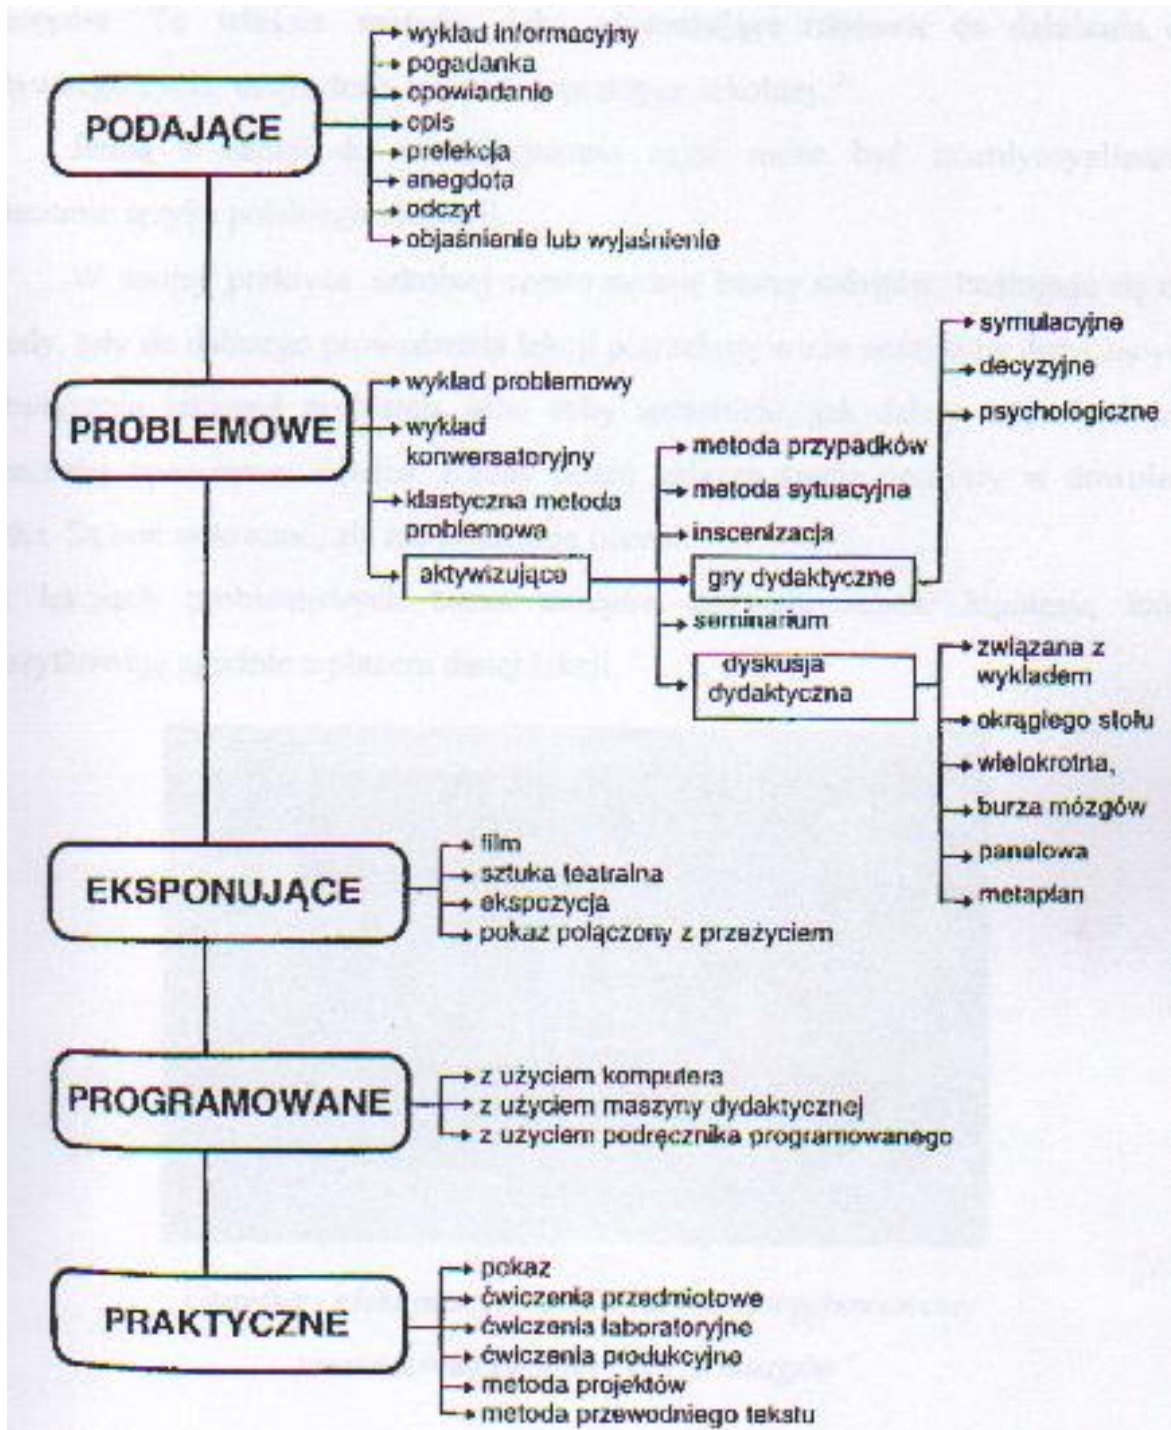 PODAJĄCE
wykład informacyjny
pogadanka
opowiadanie
opis
prelekcja
anegdota
odczyt
objaśnienie lub wyjaśnienie
PROBLEMOWE
wykład problemowy
wykład
konwersatoryjny
klastyczna metoda
problemowa
aktywizujące
metoda przypadków
metoda sytuacyjna
inscenizacja
gry dydaktyczne
seminarium
dyskusja
dydaktyczna
symulacyjne
decyzyjne
psychologiczne
związana z
wykładem
okrągłego stołu
wielokrotna,
burza mózgów
panelowa
metaplan
EKSPONUJĄCE
film
sztuka teatralna
ekspozycja
pokaz połączony z przeżyciem
PROGRAMOWANE
z użyciem komputera
z użyciem maszyny dydaktycznej
z użyciem podręcznika programowanego
PRAKTYCZNE
pokaz
ćwiczenia przedmiotowe
ćwiczenia laboratoryjne
ćwiczenia produkcyjne
metoda projektów
metoda przewodniego tekstu